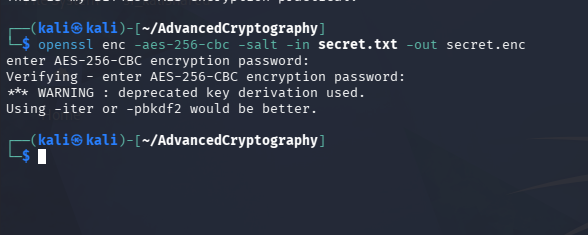 ┌──(kali㉿kali)-[~/AdvancedCryptography]
└─$ openssl enc -aes-256-cbc -salt -in secret.txt -out secret.enc
enter AES-256-CBC encryption password:
Verifying - enter AES-256-CBC encryption password:
*** WARNING : deprecated key derivation used.
Using -iter or -pbkdf2 would be better.
┌──(kali㉿kali)-[~/AdvancedCryptography]
└─$